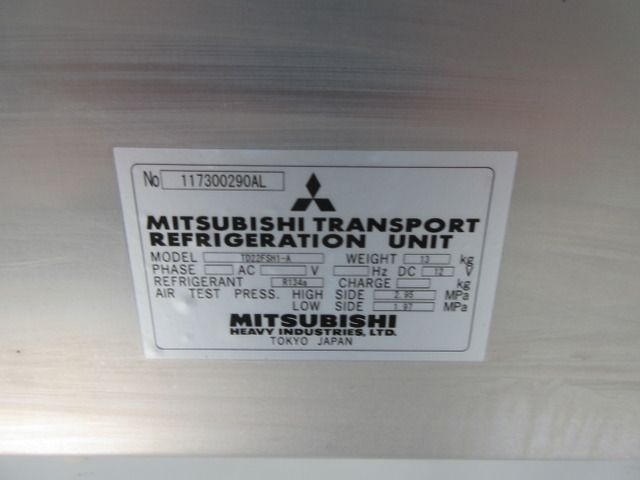 No 117300290AL
MITSUBISHI TRANSPORT
REFRIGERATION UNIT
MODEL TD22FSH1-A WEIGHT 13 kg
PHASE AC V Hz DC 12 V
REFRIGERANT R134a CHARGE kg
AIR TEST PRESS. HIGH SIDE 2.95 MPa
LOW SIDE 1.97 MPa
MITSUBISHI
HEAVY INDUSTRIES, LTD.
TOKYO JAPAN